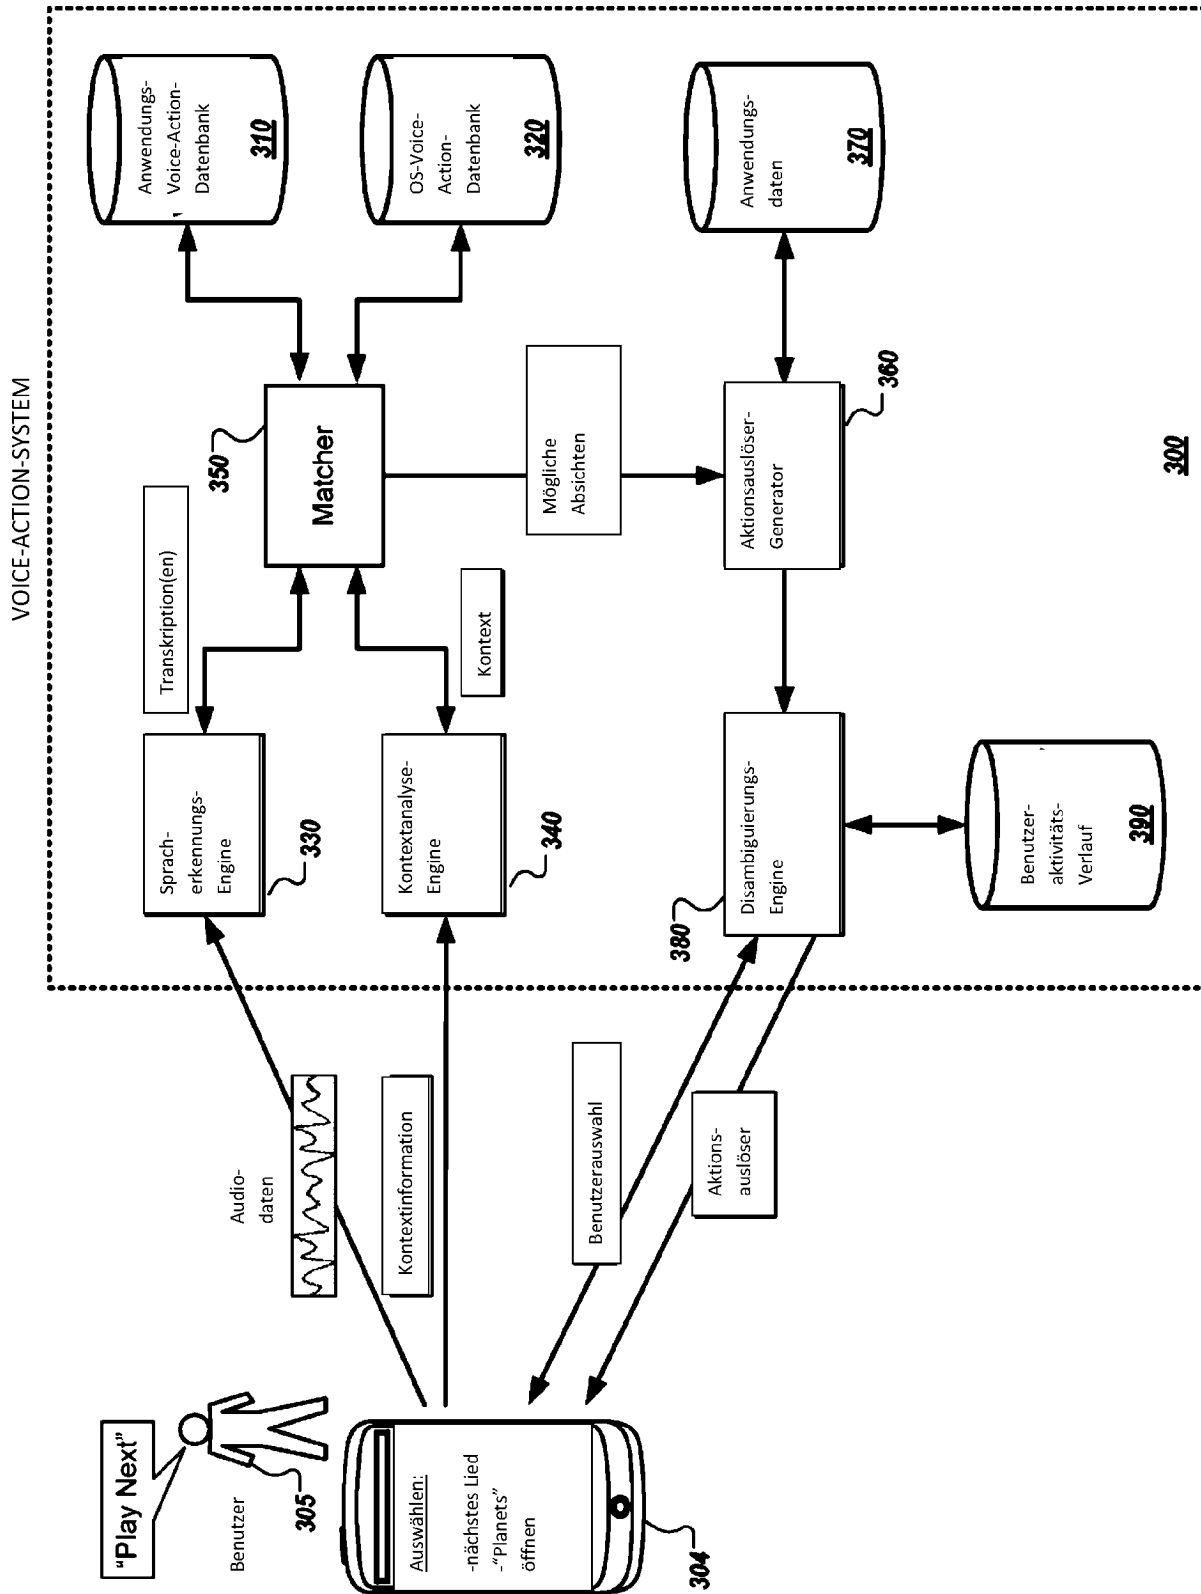 VOICE-ACTION-SYSTEM
"Play Next"
Benutzer
305
Auswählen:
-nächstes Lied
-"Planets"
öffnen
304
Audio-
daten
Kontextinformation
Benutzerauswahl
Aktions-
auslöser
Sprach-
erkennungs-
Engine
330
Kontextanalyse-
Engine
340
Transkription(en)
Kontext
350
Matcher
Anwendungs-
Voice-Action-
Datenbank
310
OS-Voice-
Action-
Datenbank
320
Mögliche
Absichten
Disambiguierungs-
Engine
380
Aktionsauslöser-
Generator
360
Anwendungs-
daten
370
Benutzer-
aktivitäts-
Verlauf
390
300